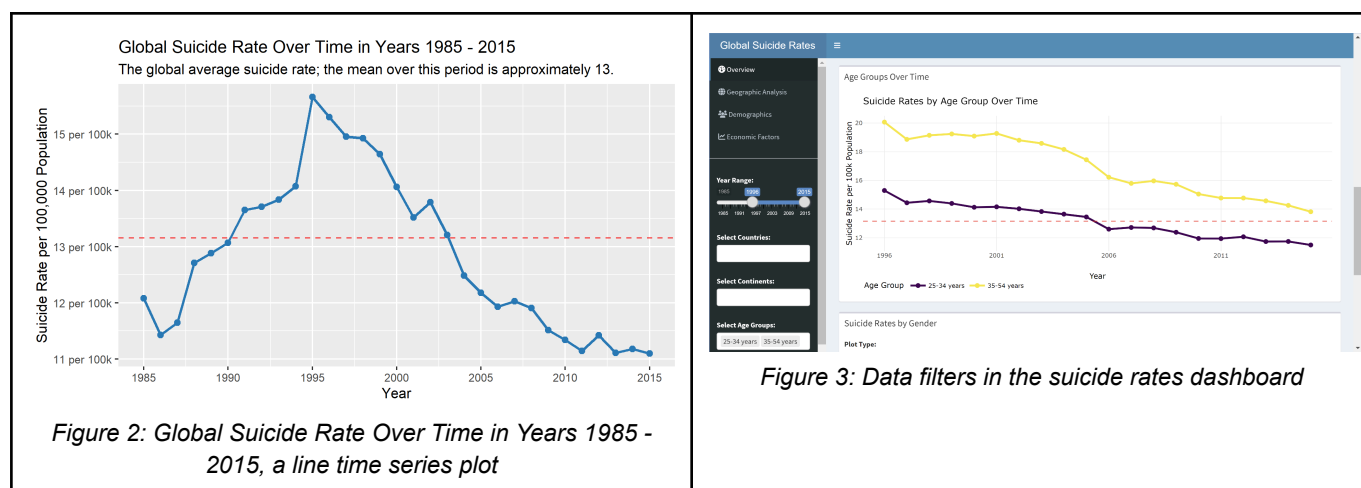 Global Suicide Rate Over Time in Years 1985 - 2015
The global average suicide rate; the mean over this period is approximately 13.
Suicide Rate per 100,000 Population
15 per 100k
14 per 100k
13 per 100k
12 per 100k
11 per 100k
1985 1990 1995 2000 2005 2010 2015
Year
Figure 2: Global Suicide Rate Over Time in Years 1985 -
2015, a line time series plot
Global Suicide Rates
Overview
Geographic Analysis
Demographics
Economic Factors
Year Range:
1985 1996 2015
1985 1991 1997 2003 2009 2015
Select Countries:
Select Continents:
Select Age Groups:
25-34 years 35-54 years
Age Groups Over Time
Suicide Rates by Age Group Over Time
Suicide Rate per 100k Population
20
18
16
14
12
1996 2001 2006 2011
Year
Age Group 25-34 years 35-54 years
Suicide Rates by Gender
Plot Type:
Figure 3: Data filters in the suicide rates dashboard